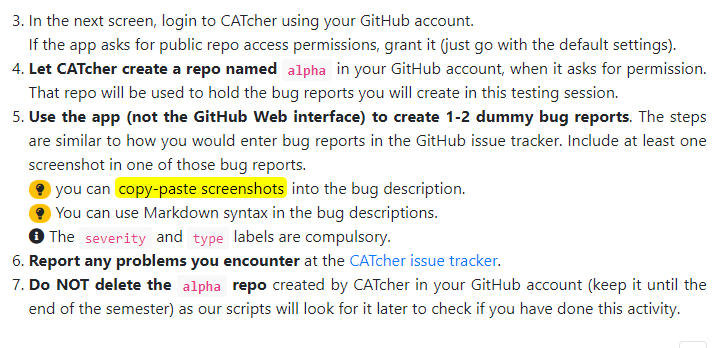 3. In the next screen, login to CATcher using your GitHub account.
If the app asks for public repo access permissions, grant it (just go with the default settings).
4. Let CATcher create a repo named alpha in your GitHub account, when it asks for permission.
That repo will be used to hold the bug reports you will create in this testing session.
5. Use the app (not the GitHub Web interface) to create 1-2 dummy bug reports. The steps
are similar to how you would enter bug reports in the GitHub issue tracker. Include at least one
screenshot in one of those bug reports.
you can copy-paste screenshots into the bug description.
You can use Markdown syntax in the bug descriptions.
The severity and type labels are compulsory.
6. Report any problems you encounter at the CATcher issue tracker.
7. Do NOT delete the alpha repo created by CATcher in your GitHub account (keep it until the
end of the semester) as our scripts will look for it later to check if you have done this activity.